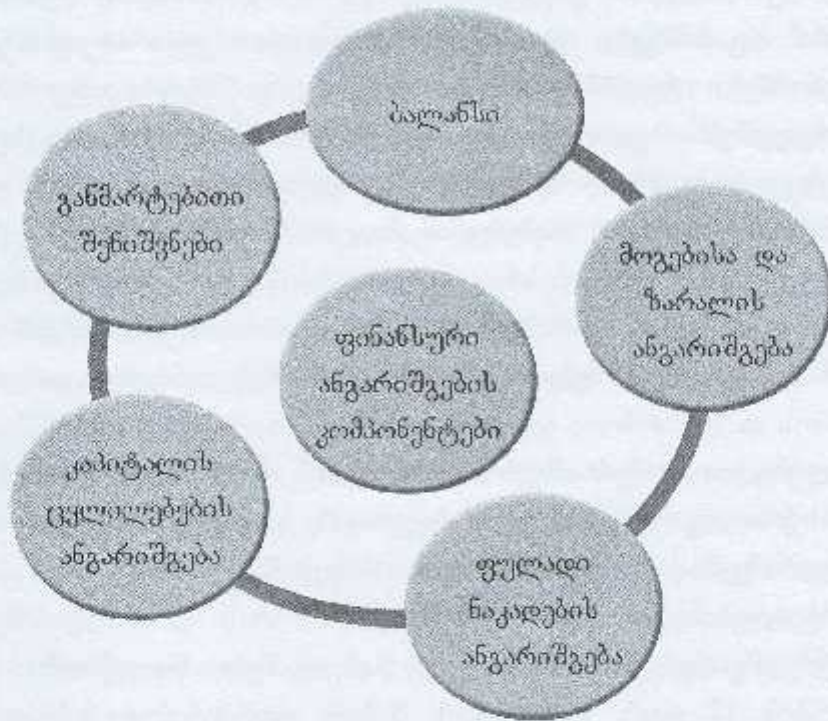 ბალანსი
მოგებისა და
ზარალის
ანგარიშგება
ფულადი
ნაკადების
ანგარიშგება
კაპიტალის
ცვლილებების
ანგარიშგება
განმარტებითი
შენიშვნები
ფინანსური
ანგარიშგების
კომპონენტები